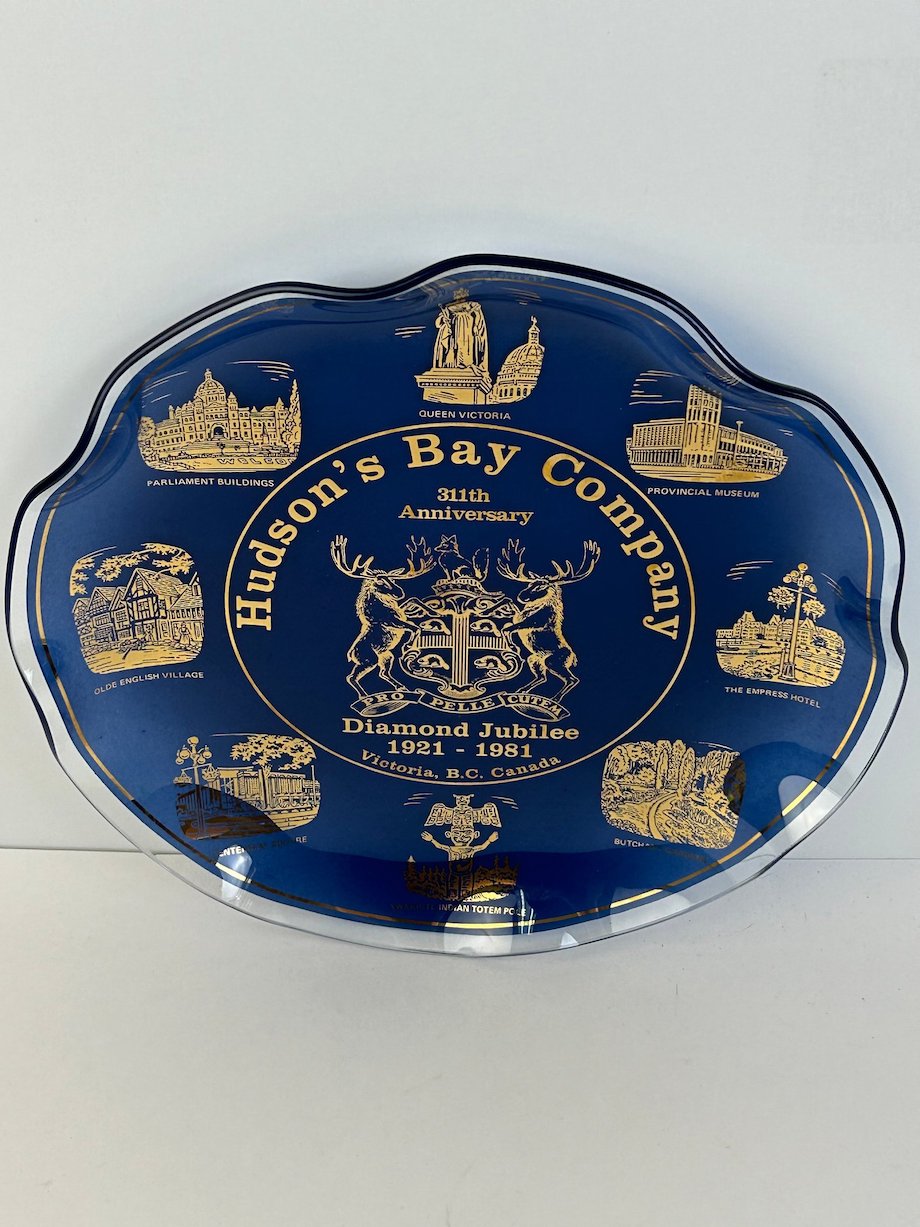 QUEEN VICTORIA
PARLIAMENT BUILDINGS
PROVINCIAL MUSEUM
Hudson's Bay Company
311th
Anniversary
PRO PELLE CUTEM
Diamond Jubilee
1921 - 1981
Victoria, B.C. Canada
OLDE ENGLISH VILLAGE
THE EMPRESS HOTEL
INDIAN TOTEM POLE